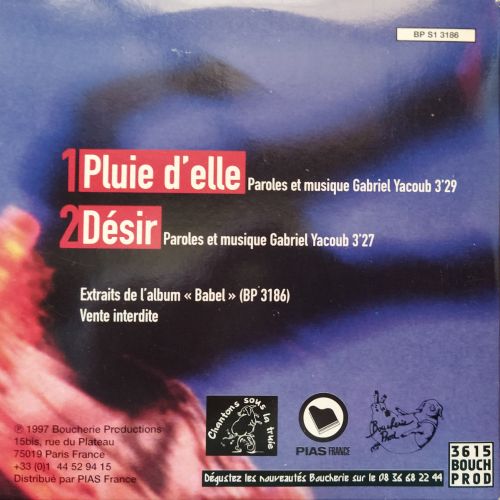 BP S1 3186
1 Pluie d'elle Paroles et musique Gabriel Yacoub 3'29
2 Désir Paroles et musique Gabriel Yacoub 3'27
Extraits de l'album « Babel » (BP 3186)
Vente interdite
℗ 1997 Boucherie Productions
15bis, rue du Plateau
75019 Paris France
+33 (0)1 44 52 94 15
Distribué par PIAS France
Chantons sous la truie
PIAS FRANCE
Boucherie
Prod
3615
BOUCH
PROD
Dégustez les nouveautés Boucherie sur le 08 36 68 22 44